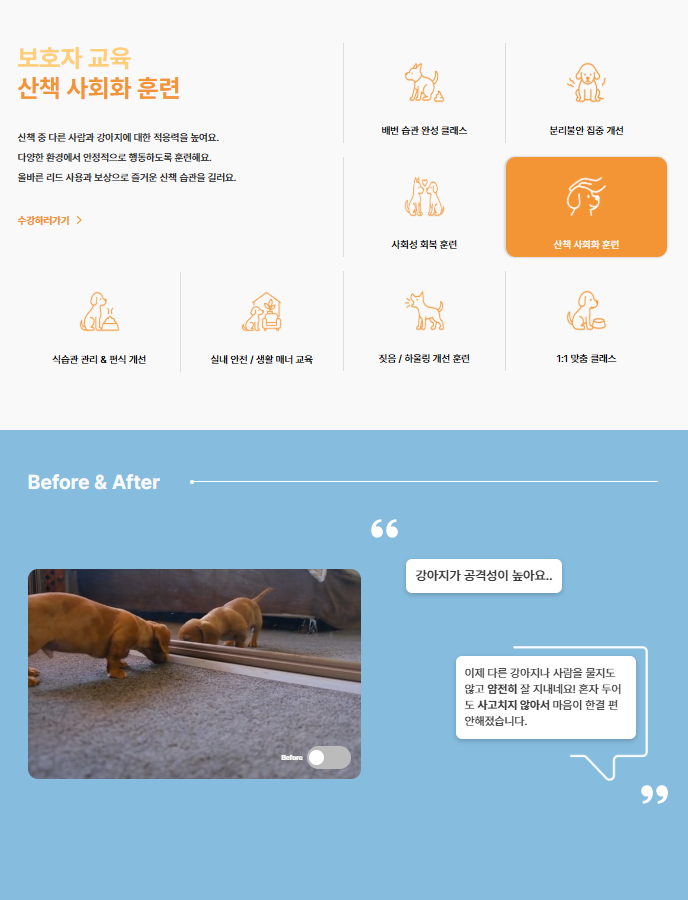 보호자 교육
산책 사회화 훈련
산책 중 다른 사람과 강아지에 대한 적응력을 높여요.
다양한 환경에서 안정적으로 행동하도록 훈련해요.
올바른 리드 사용과 보상으로 즐거운 산책 습관을 길러요.
수강하러가기 >
배변 습관 완성 클래스
분리불안 집중 개선
사회성 회복 훈련
산책 사회화 훈련
식습관 관리 & 편식 개선
실내 안전 / 생활 매너 교육
짖음 / 하울링 개선 훈련
1:1 맞춤 클래스
Before & After
“
강아지가 공격성이 높아요..
이제 다른 강아지나 사람을 물지도
않고 얌전히 잘 지내네요! 혼자 두어
도 사고치지 않아서 마음이 한결 편
안해졌습니다.
”
Before